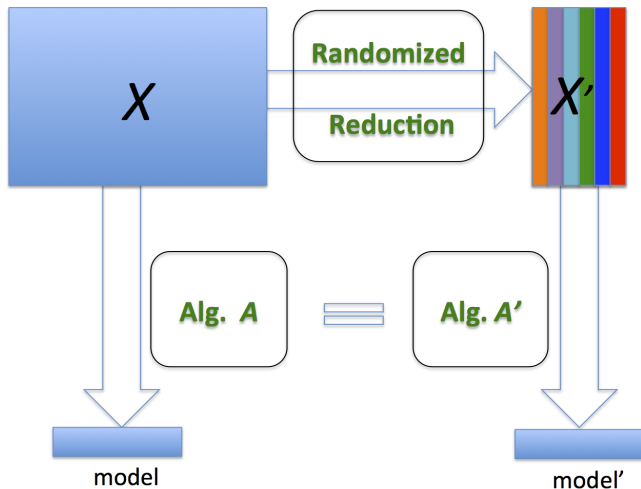 X
Randomized
Reduction
X'
Alg. A
Alg. A'
model
model'